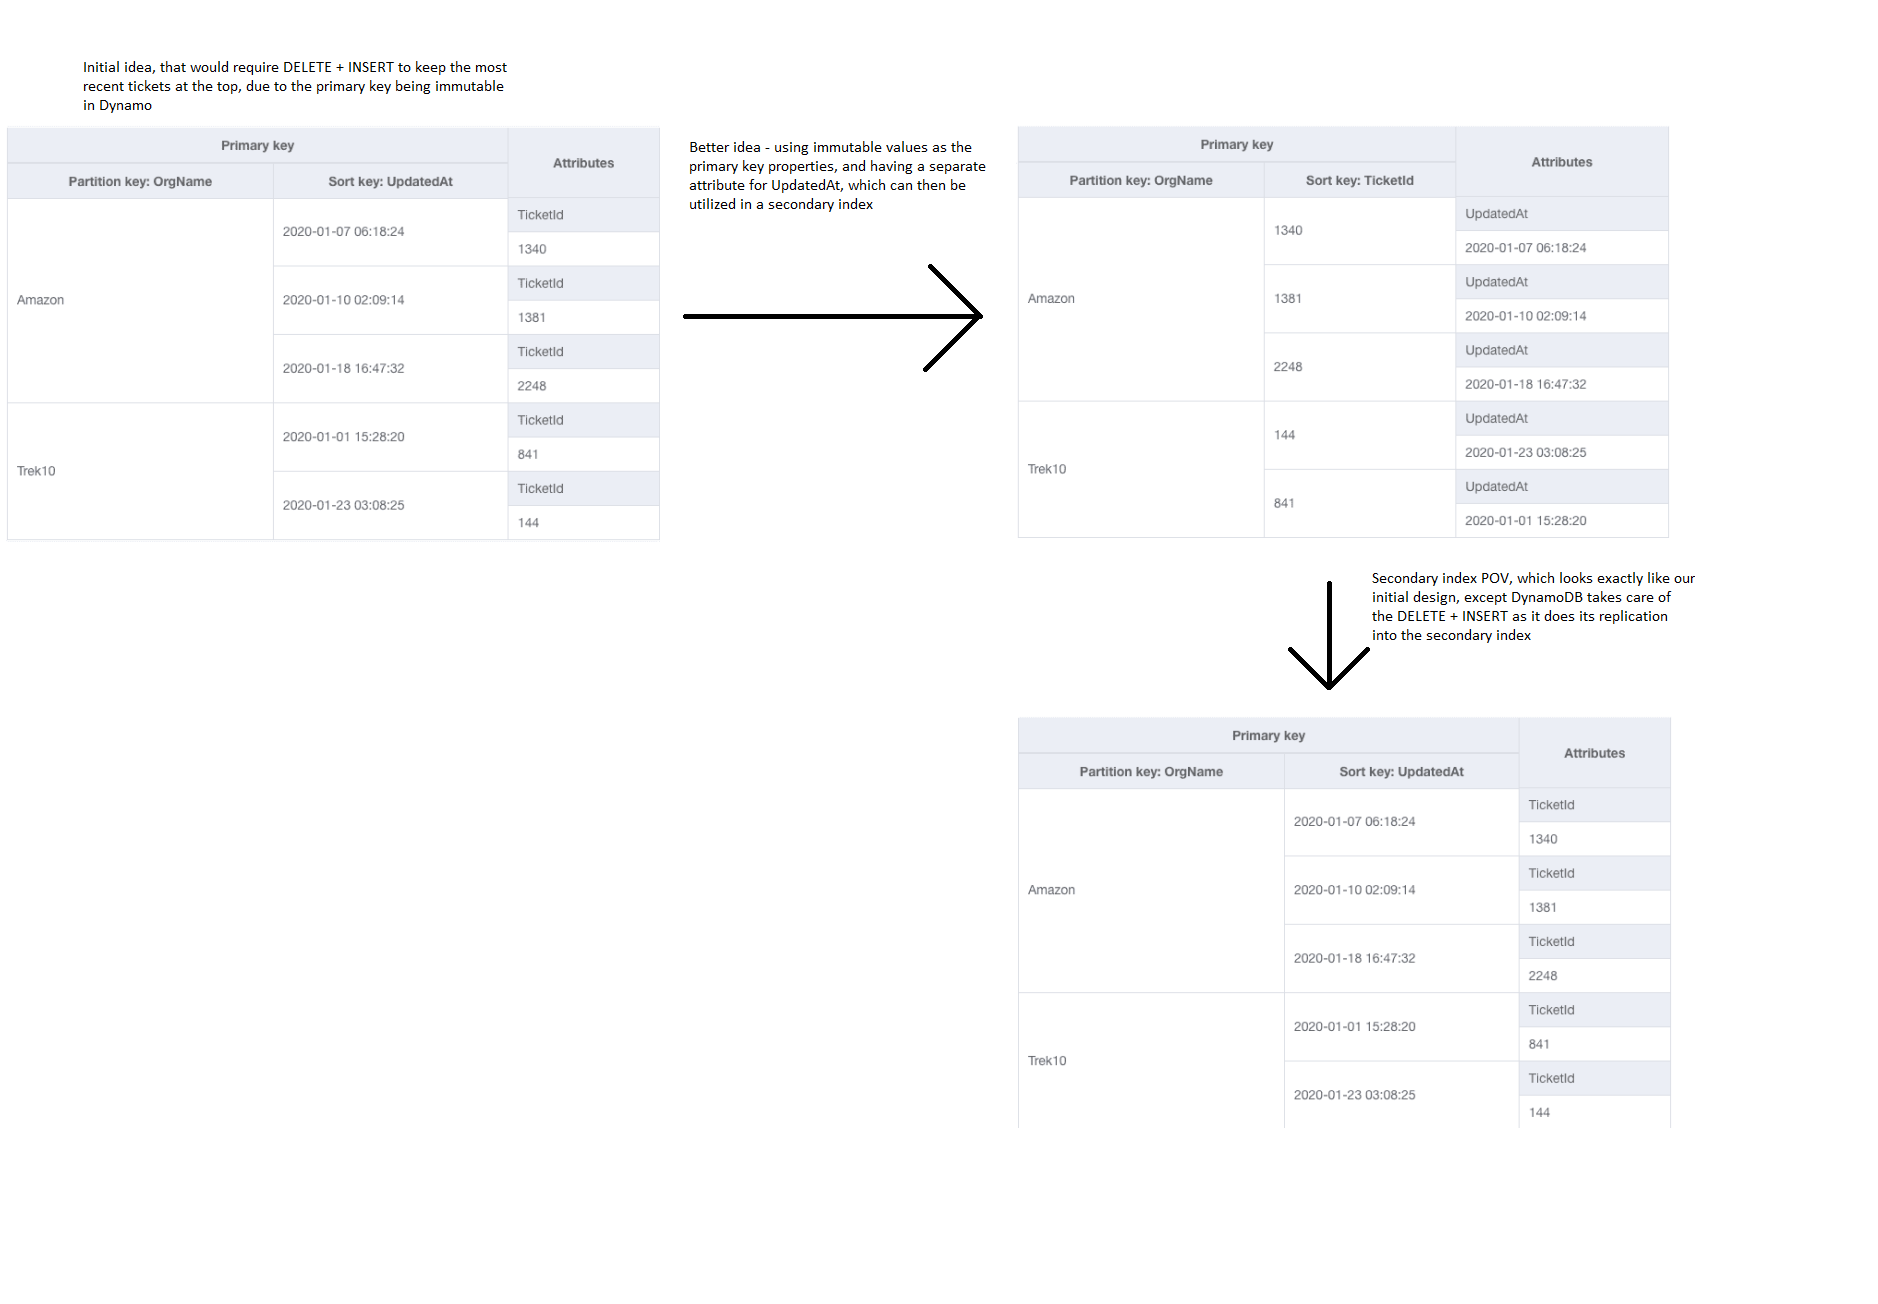 Initial idea, that would require DELETE + INSERT to keep the most
recent tickets at the top, due to the primary key being immutable
in Dynamo
Primary key
Attributes
Partition key: OrgName
Sort key: UpdatedAt
Amazon
2020-01-07 06:18:24
TicketId
1340
2020-01-10 02:09:14
TicketId
1381
2020-01-18 16:47:32
TicketId
2248
Trek10
2020-01-01 15:28:20
TicketId
841
2020-01-23 03:08:25
TicketId
144
Better idea - using immutable values as the
primary key properties, and having a separate
attribute for UpdatedAt, which can then be
utilized in a secondary index
Primary key
Attributes
Partition key: OrgName
Sort key: TicketId
Amazon
1340
UpdatedAt
2020-01-07 06:18:24
1381
UpdatedAt
2020-01-10 02:09:14
2248
UpdatedAt
2020-01-18 16:47:32
Trek10
144
UpdatedAt
2020-01-23 03:08:25
841
UpdatedAt
2020-01-01 15:28:20
Secondary index POV, which looks exactly like our
initial design, except DynamoDB takes care of
the DELETE + INSERT as it does its replication
into the secondary index
Primary key
Attributes
Partition key: OrgName
Sort key: UpdatedAt
Amazon
2020-01-07 06:18:24
TicketId
1340
2020-01-10 02:09:14
TicketId
1381
2020-01-18 16:47:32
TicketId
2248
Trek10
2020-01-01 15:28:20
TicketId
841
2020-01-23 03:08:25
TicketId
144